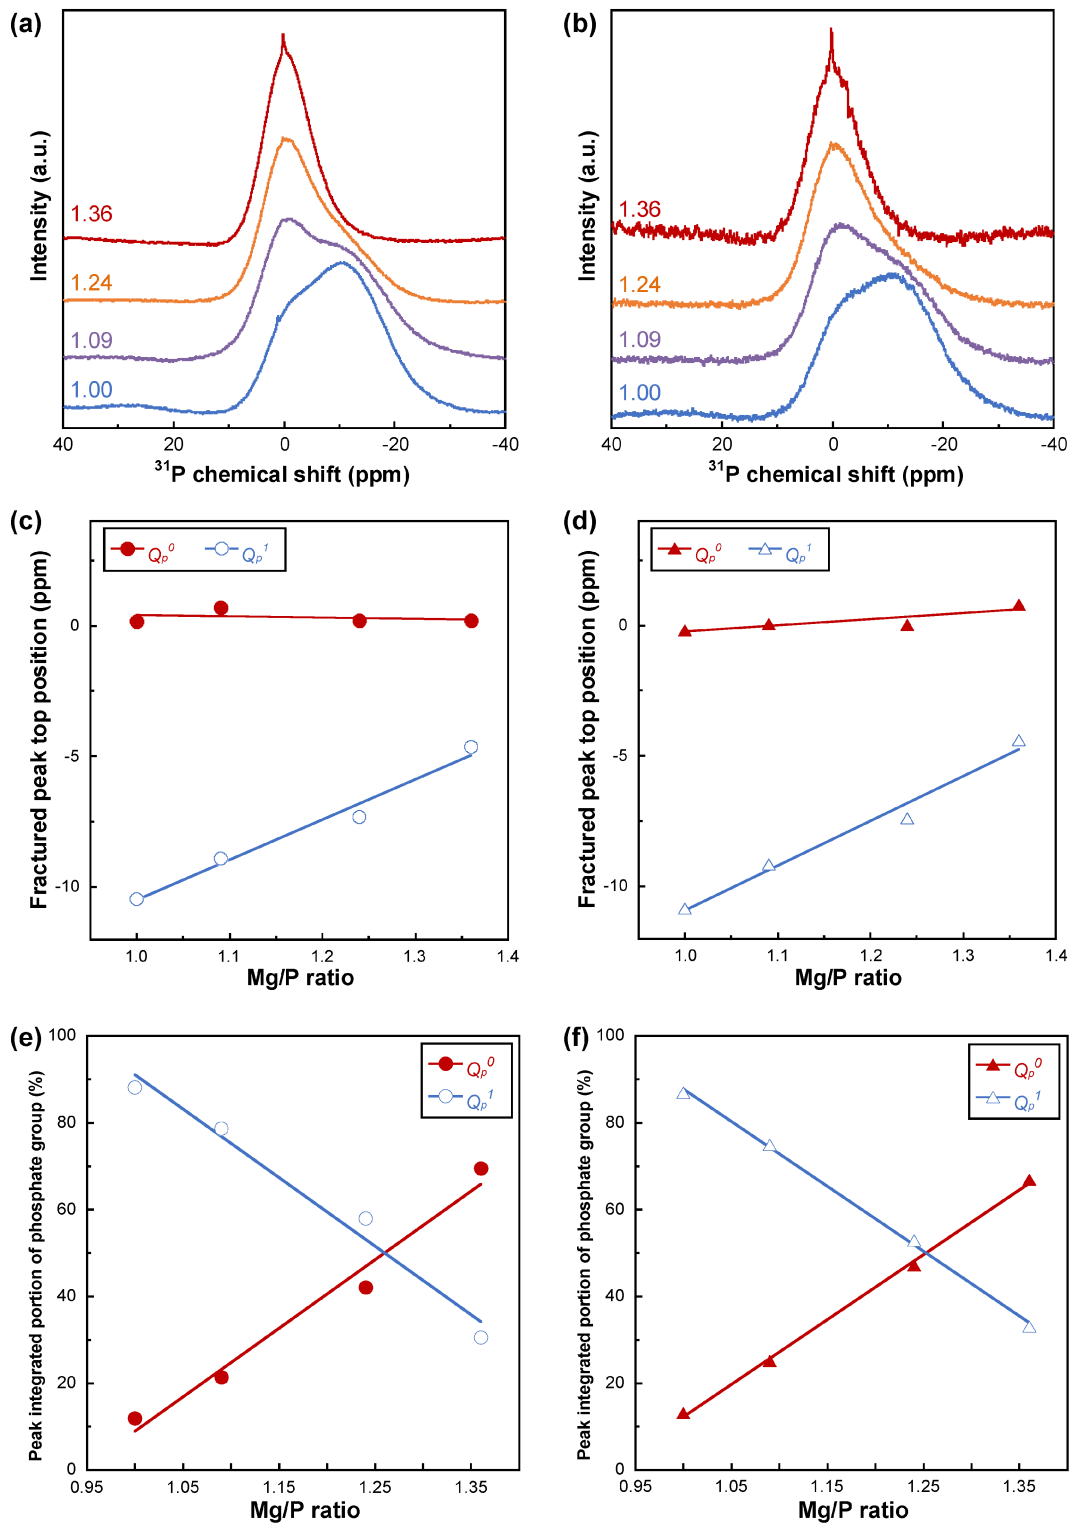 (a)
Intensity (a.u.)
1.36
1.24
1.09
1.00
40 20 0 -20 -40
31P chemical shift (ppm)
(b)
Intensity (a.u.)
1.36
1.24
1.09
1.00
40 20 0 -20 -40
31P chemical shift (ppm)
(c)
Fractured peak top position (ppm)
Qp0 Qp1
0
-5
-10
1.0 1.1 1.2 1.3 1.4
Mg/P ratio
(d)
Fractured peak top position (ppm)
Qp0 Qp1
0
-5
-10
1.0 1.1 1.2 1.3 1.4
Mg/P ratio
(e)
Peak integrated portion of phosphate group (%)
100
80
60
40
20
0
Qp0
Qp1
0.95 1.05 1.15 1.25 1.35
Mg/P ratio
(f)
Peak integrated portion of phosphate group (%)
100
80
60
40
20
0
Qp0
Qp1
0.95 1.05 1.15 1.25 1.35
Mg/P ratio